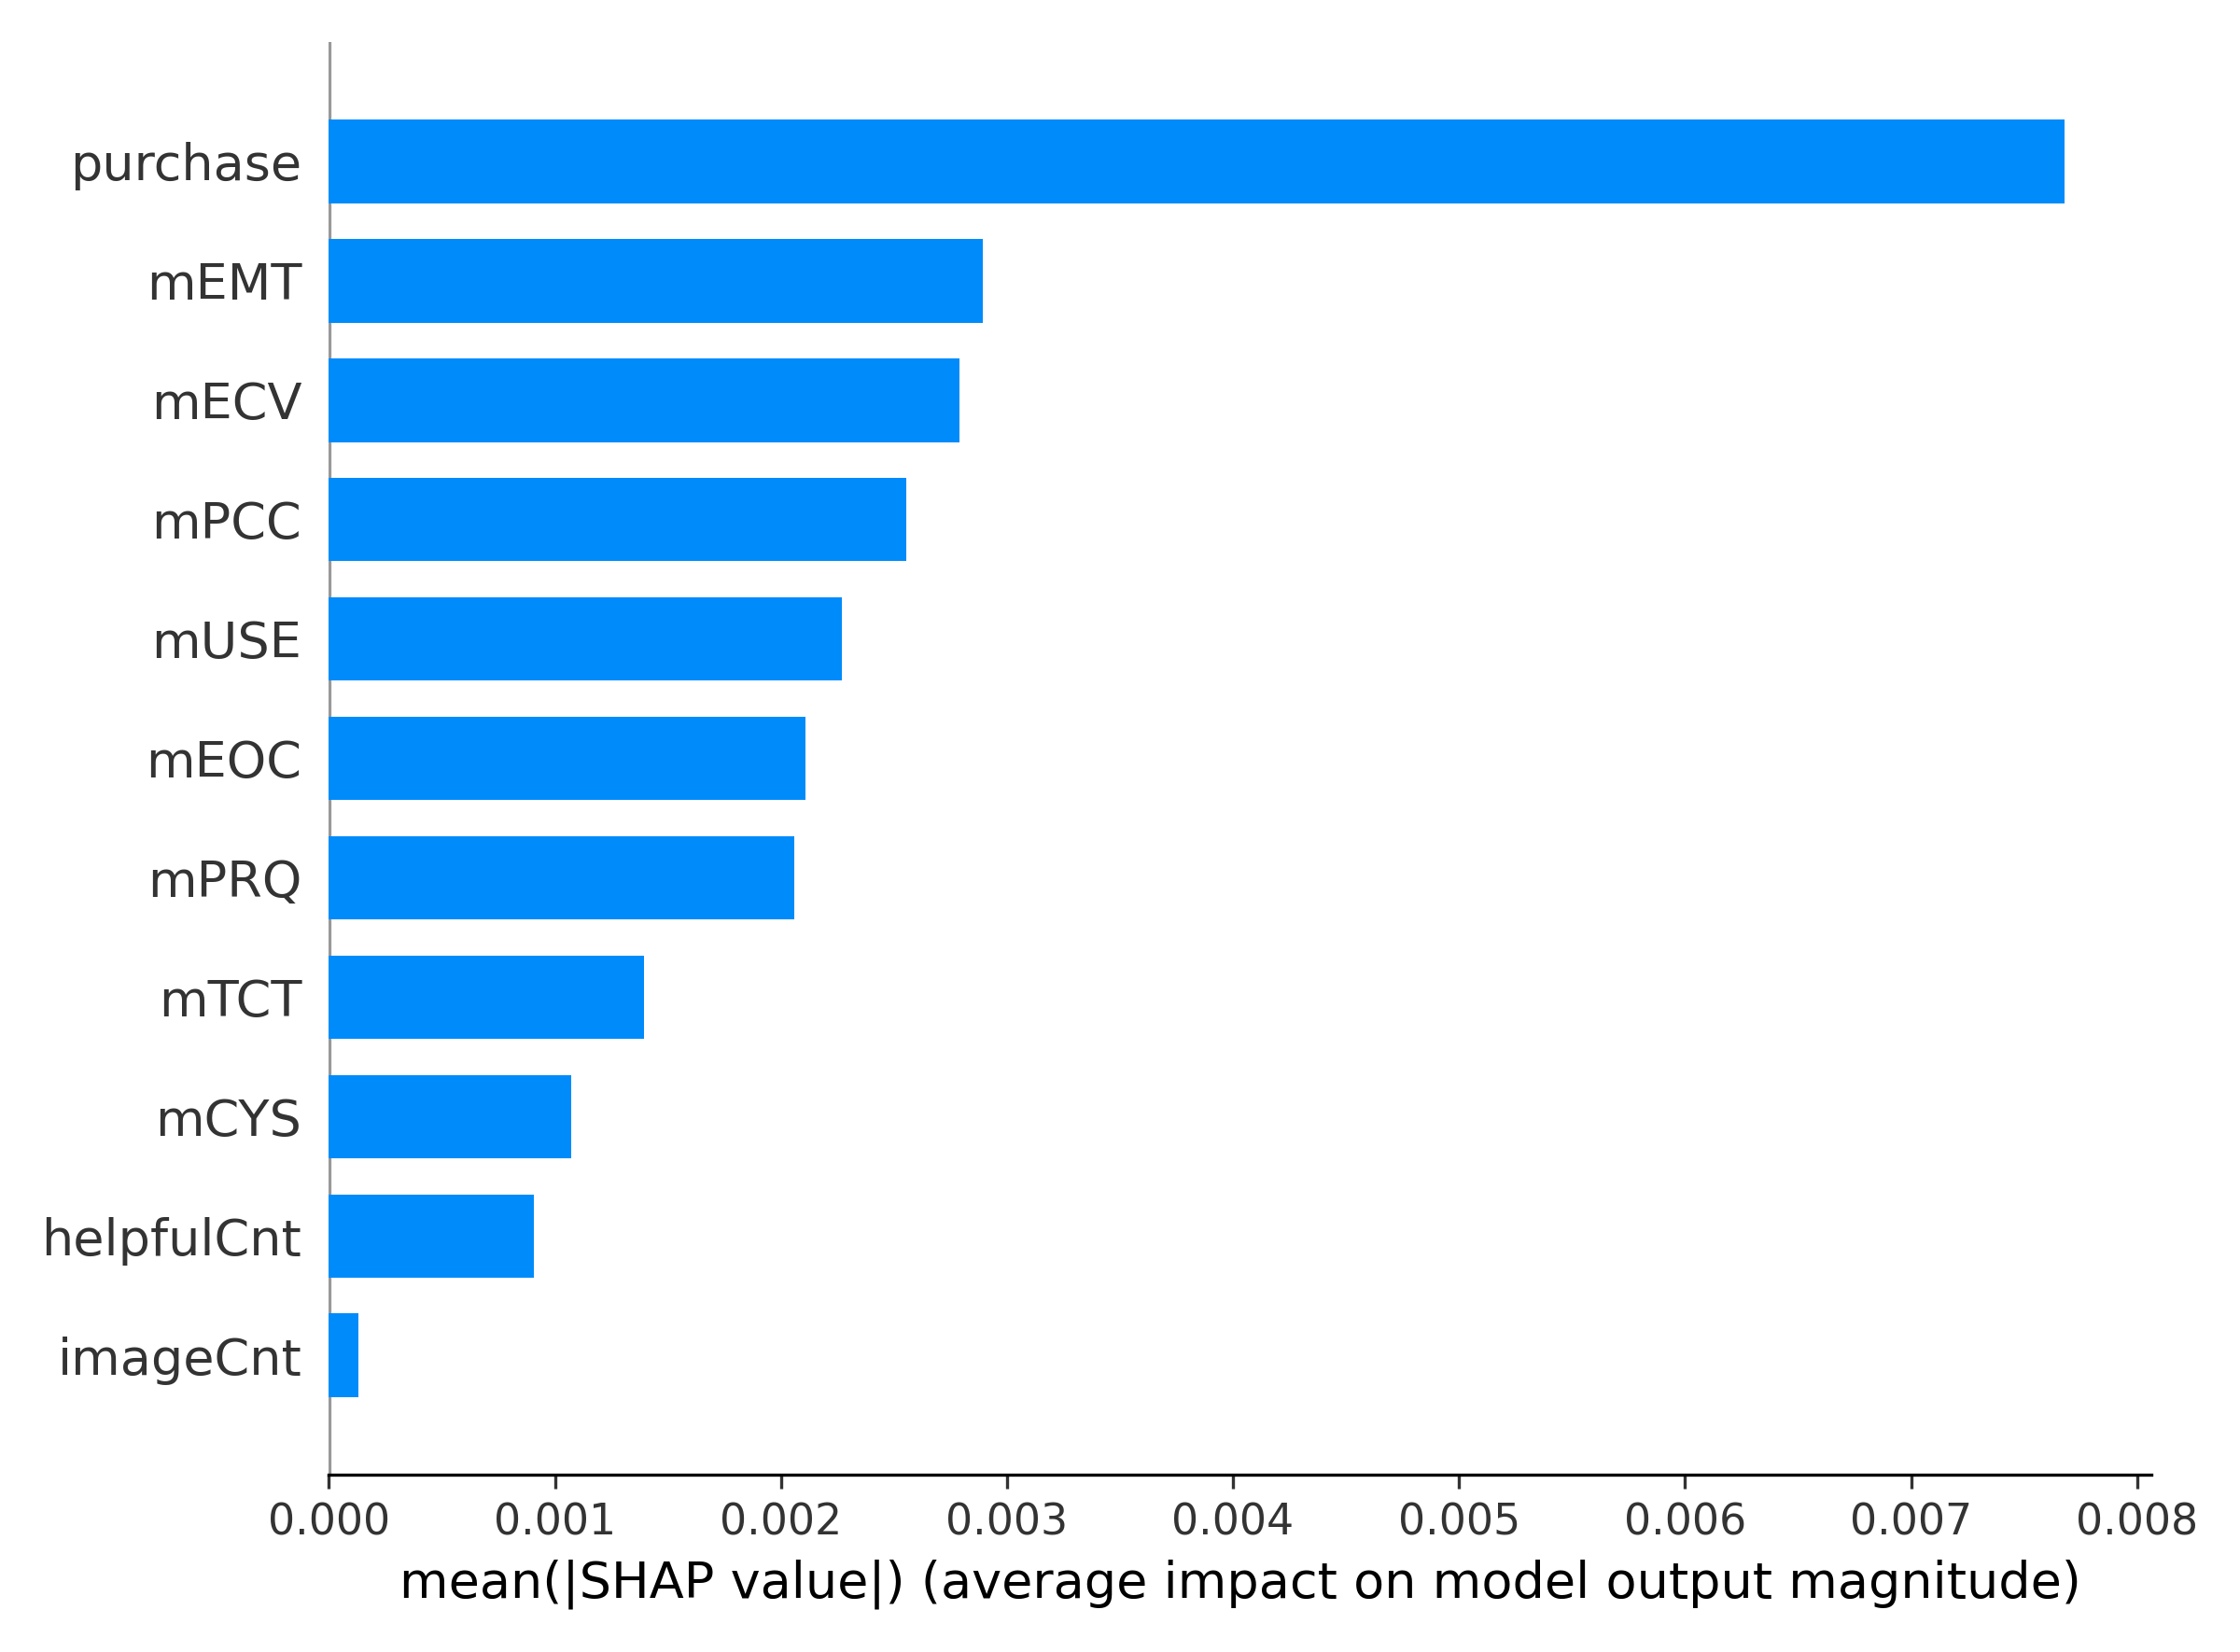 purchase
mEMT
mECV
mPCC
mUSE
mEOC
mPRQ
mTCT
mCYS
helpfulCnt
imageCnt
0.000 0.001 0.002 0.003 0.004 0.005 0.006 0.007 0.008
mean(|SHAP value|) (average impact on model output magnitude)